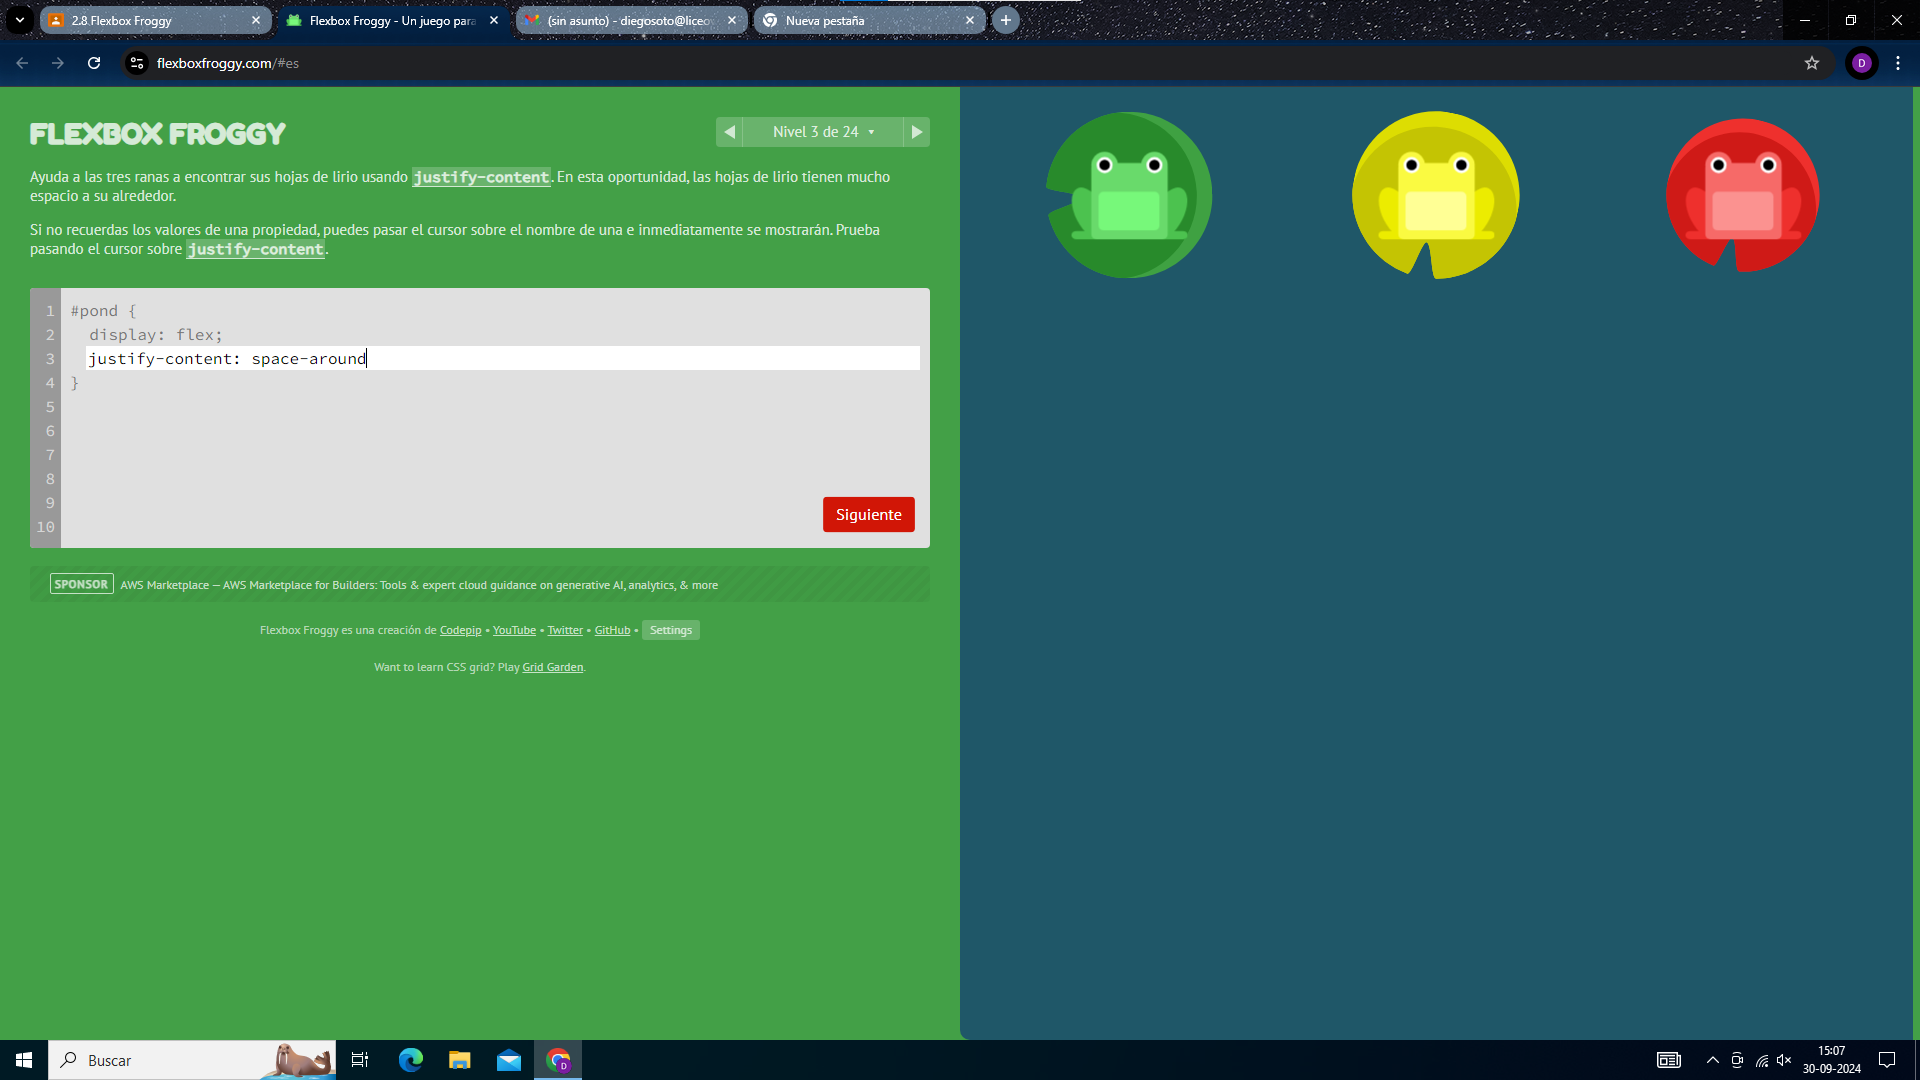 2.8 Flexbox Froggy
Flexbox Froggy - Un juego para
(sin asunto) - diegosoto@liceo
Nueva pestaña
flexboxfroggy.com/#es
D
FLEXBOX FROGGY
Nivel 3 de 24
Ayuda a las tres ranas a encontrar sus hojas de lirio usando justify-content. En esta oportunidad, las hojas de lirio tienen mucho
espacio a su alrededor.
Si no recuerdas los valores de una propiedad, puedes pasar el cursor sobre el nombre de una e inmediatamente se mostrarán. Prueba
pasando el cursor sobre justify-content.
1 #pond {
2 display: flex;
3 justify-content: space-around
4 }
5
6
7
8
9
10
Siguiente
SPONSOR AWS Marketplace — AWS Marketplace for Builders: Tools & expert cloud guidance on generative AI, analytics, & more
Flexbox Froggy es una creación de Codepip • YouTube • Twitter • GitHub • Settings
Want to learn CSS grid? Play Grid Garden.
Buscar
D
15:07
30-09-2024